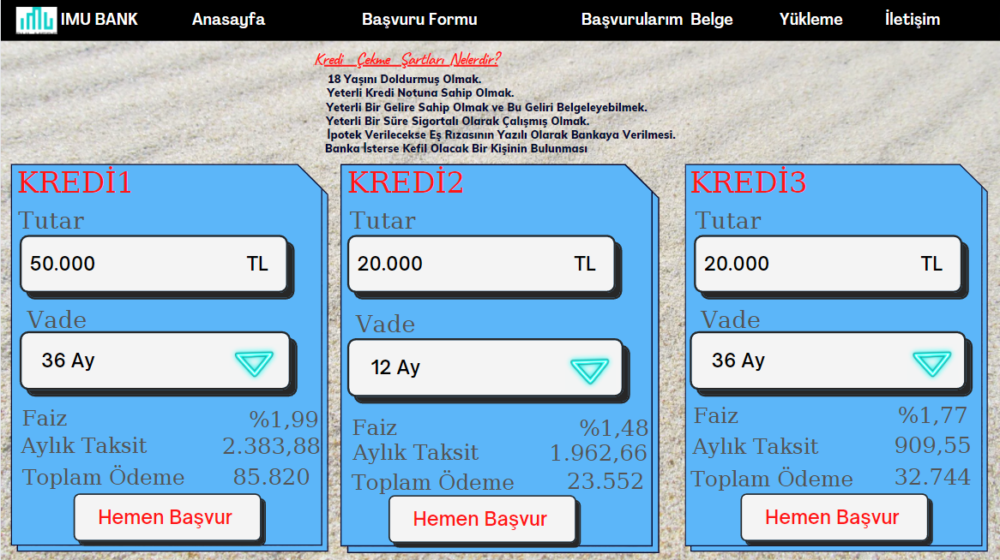 IMU BANK Anasayfa Başvuru Formu Başvurularım Belge Yükleme İletişim
Kredi Çekme Şartları Nelerdir?
18 Yaşını Doldurmuş Olmak.
Yeterli Kredi Notuna Sahip Olmak.
Yeterli Bir Gelire Sahip Olmak ve Bu Geliri Belgeleyebilmek.
Yeterli Bir Süre Sigortalı Olarak Çalışmış Olmak.
İpotek Verilecekse Eş Rızasının Yazılı Olarak Bankaya Verilmesi.
Banka İsterse Kefil Olacak Bir Kişinin Bulunması
KREDİ1
Tutar
50.000 TL
Vade
36 Ay
Faiz %1,99
Aylık Taksit 2.383,88
Toplam Ödeme 85.820
Hemen Başvur
KREDİ2
Tutar
20.000 TL
Vade
12 Ay
Faiz %1,48
Aylık Taksit 1.962,66
Toplam Ödeme 23.552
Hemen Başvur
KREDİ3
Tutar
20.000 TL
Vade
36 Ay
Faiz %1,77
Aylık Taksit 909,55
Toplam Ödeme 32.744
Hemen Başvur